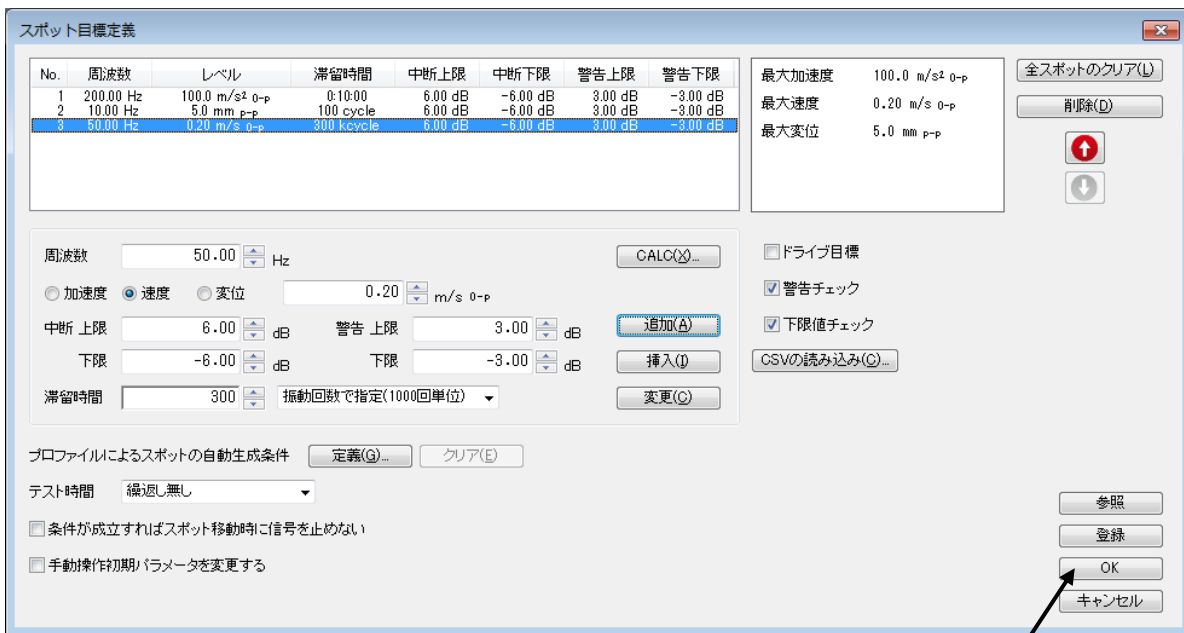 スポット目標定義
No. 周波数 レベル 滞留時間 中断上限 中断下限 警告上限 警告下限
1 200.00 Hz 100.0 m/s² 0-p 0:10:00 6.00 dB -6.00 dB 3.00 dB -3.00 dB
2 10.00 Hz 5.0 mm p-p 100 cycle 6.00 dB -6.00 dB 3.00 dB -3.00 dB
3 50.00 Hz 0.20 m/s 0-p 300 kcycle 6.00 dB -6.00 dB 3.00 dB -3.00 dB
最大加速度 100.0 m/s² 0-p
最大速度 0.20 m/s 0-p
最大変位 5.0 mm p-p
全スポットのクリア(L)
削除(D)
周波数 50.00 Hz CALC(X)...
加速度 速度 変位 0.20 m/s 0-p
中断 上限 6.00 dB 警告 上限 3.00 dB 追加(A)
下限 -6.00 dB 下限 -3.00 dB 挿入(I)
滞留時間 300 振動回数で指定(1000回単位) 変更(C)
ドライブ目標
警告チェック
下限値チェック
CSVの読み込み(C)...
プロファイルによるスポットの自動生成条件 定義(G)... クリア(E)
テスト時間 繰返し無し
条件が成立すればスポット移動時に信号を止めない
手動操作初期パラメータを変更する
参照
登録
OK
キャンセル